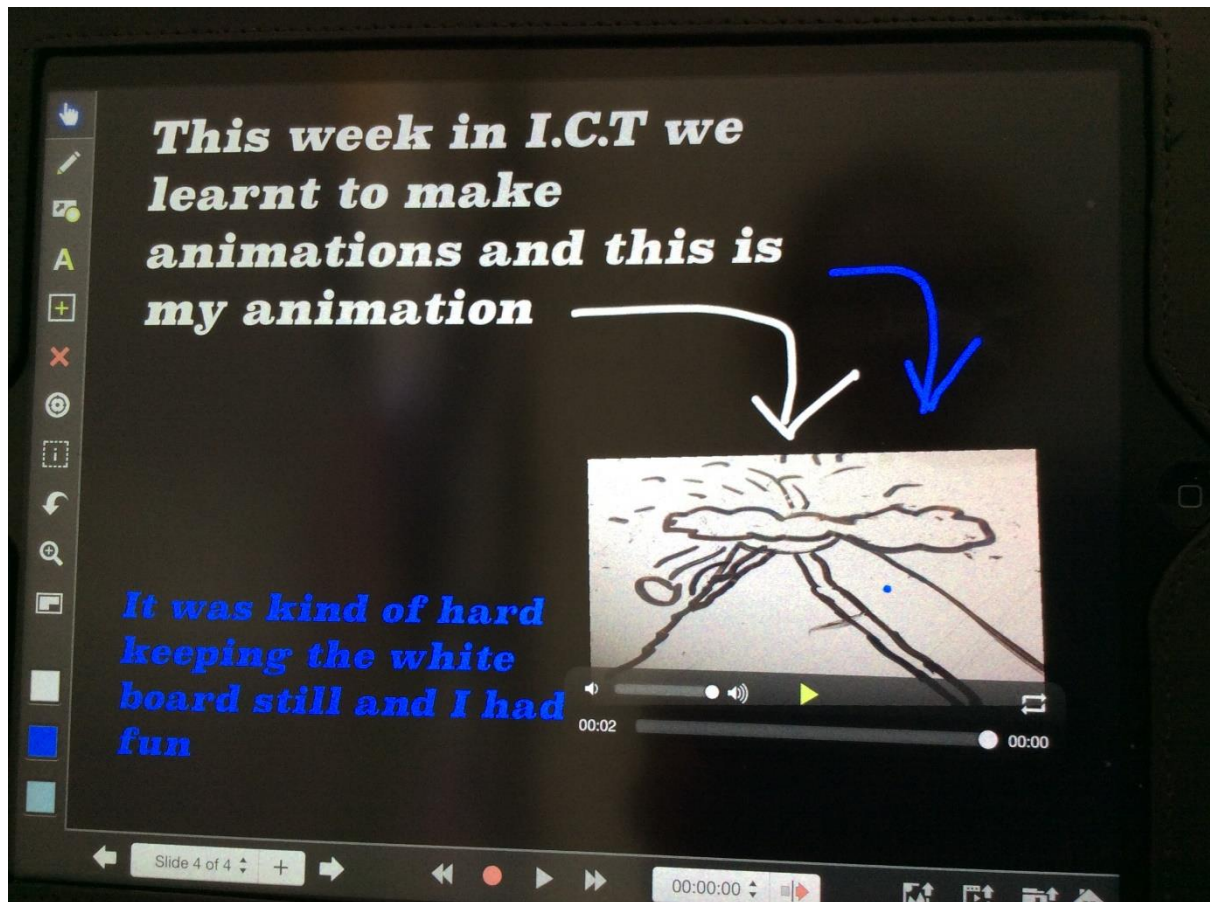 This week in I.C.T we
learnt to make
animations and this is
my animation
A
i
It was kind of hard
keeping the white
board still and I had
fun
00:02
00:00
Slide 4 of 4
00:00:00